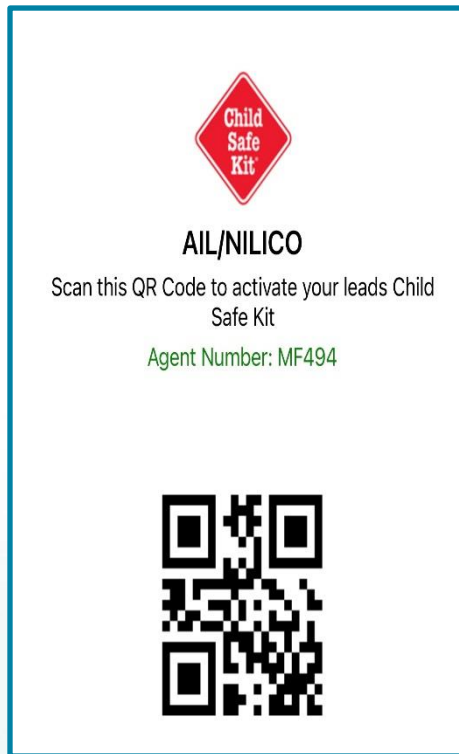 Child
Safe
Kit®
AIL/NILICO
Scan this QR Code to activate your leads Child
Safe Kit
Agent Number: MF494